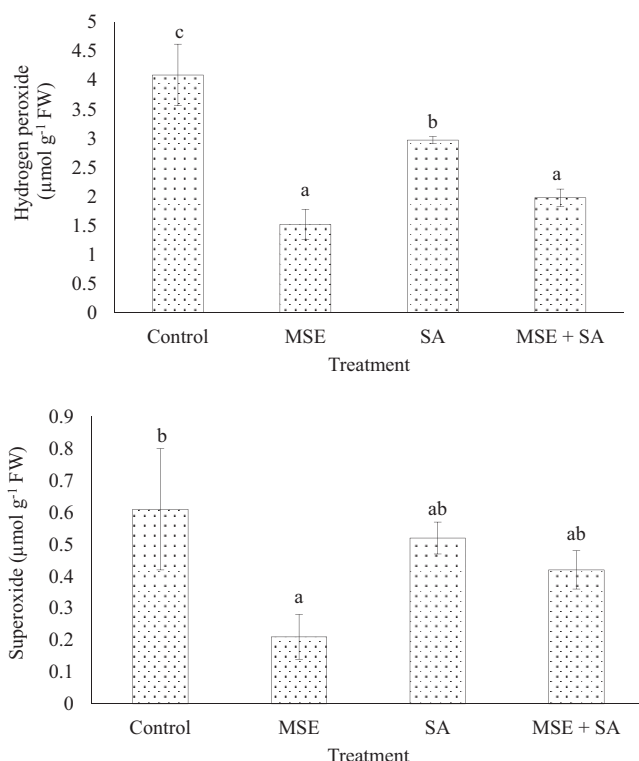 Hydrogen peroxide
(µmol g⁻¹ FW)
5
4.5
4
3.5
3
2.5
2
1.5
1
0.5
0
c
a
b
a
Control MSE SA MSE + SA
Treatment
Superoxide (µmol g⁻¹ FW)
0.9
0.8
0.7
0.6
0.5
0.4
0.3
0.2
0.1
0
b
a
ab
ab
Control MSE SA MSE + SA
Treatment